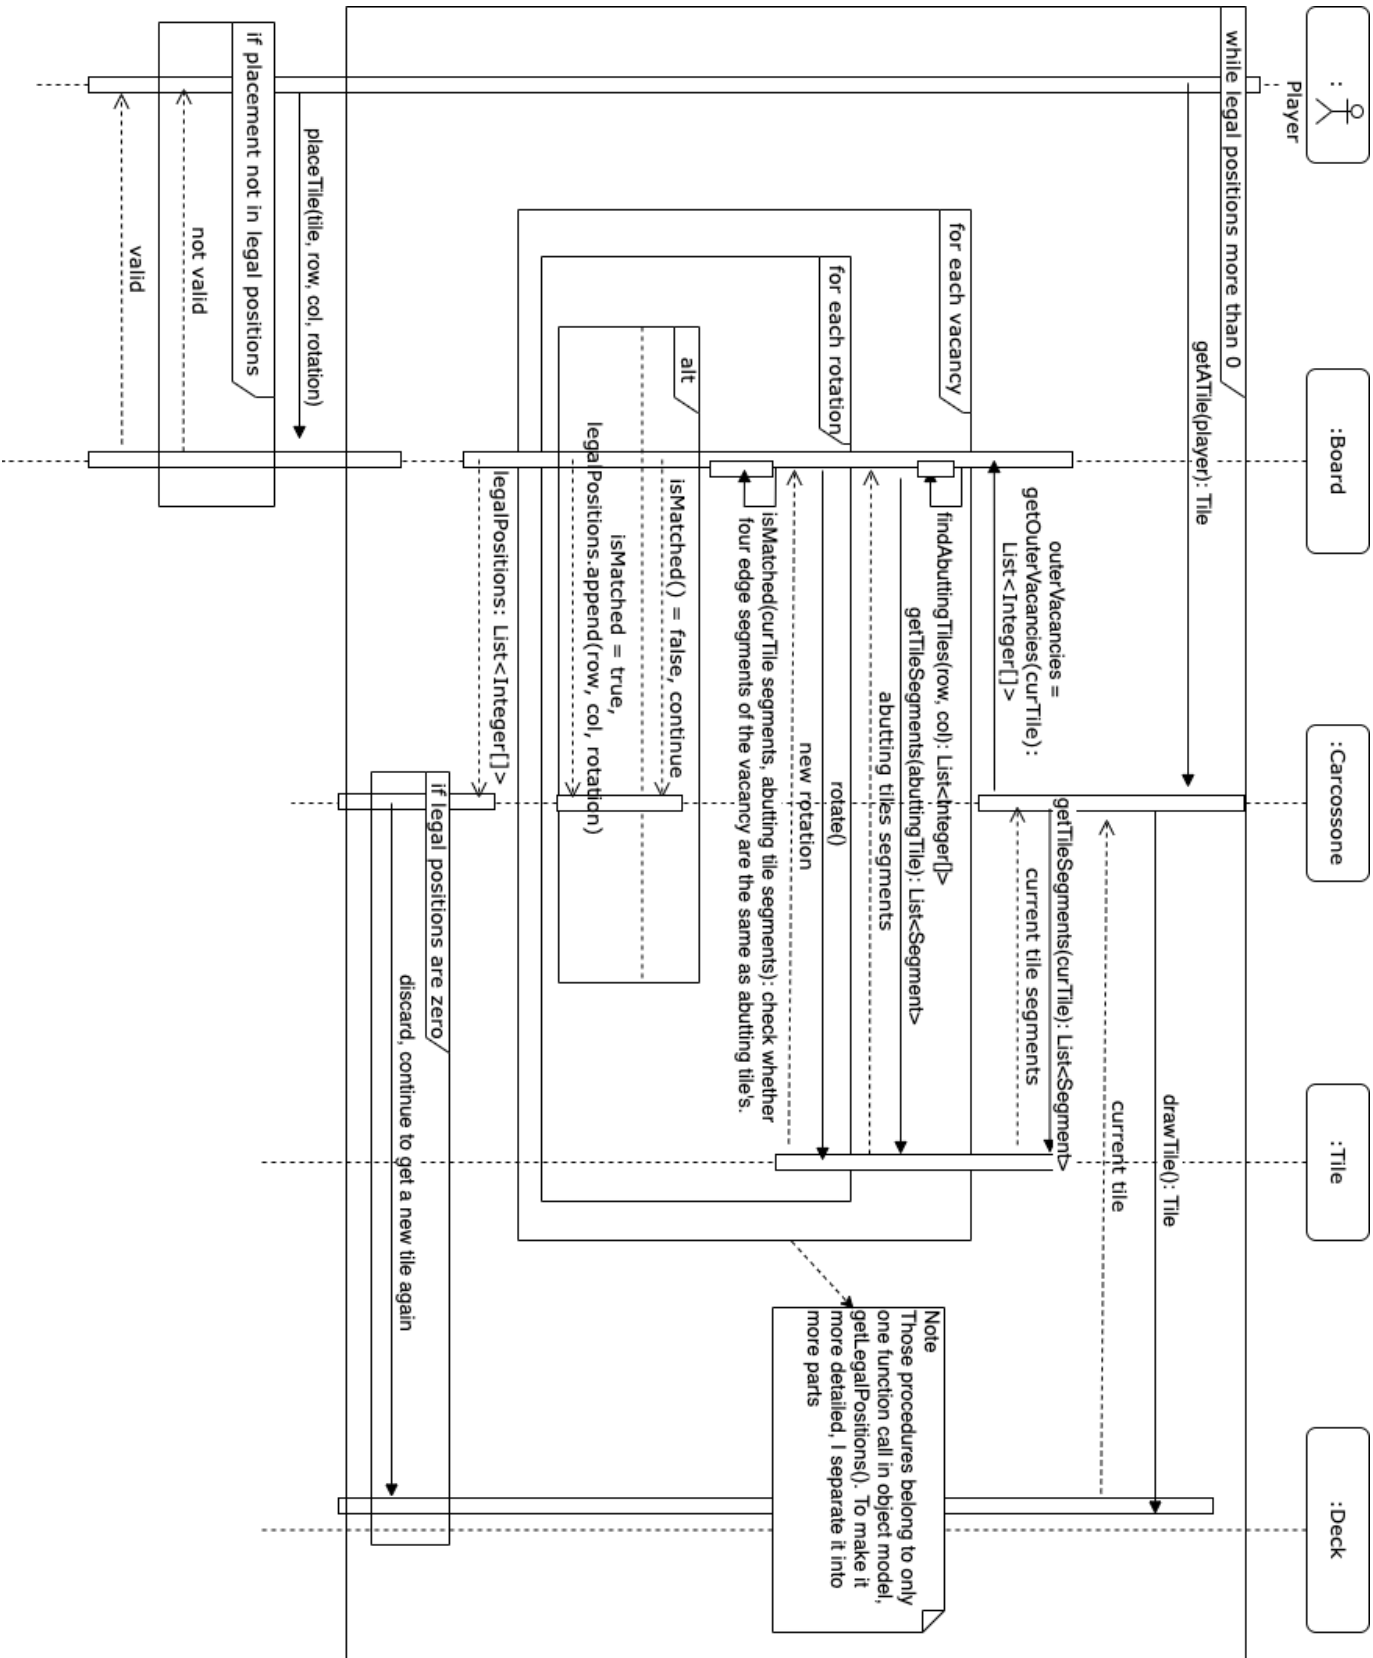 : 
Player
:Board
:Carcossone
:Tile
:Deck
while legal positions more than 0
getATile(player): Tile
drawTile(): Tile
current tile
getTileSegments(curTile): List<Segment>
current tile segments
outerVacancies =
getOuterVacancies(curTile):
List<Integer[]>
for each vacancy
findAbuttingTiles(row, col): List<Integer[]>
getTileSegments(abuttingTile): List<Segment>
abutting tiles segments
for each rotation
rotate()
new rotation
isMatched(curTile segments, abutting tile segments): check whether
four edge segments of the vacancy are the same as abutting tile's.
alt
isMatched() = false, continue
isMatched = true,
legalPositions.append(row, col, rotation)
Note
Those procedures belong to only
one function call in object model,
getLegalPositions(). To make it
more detailed, I separate it into
more parts
legalPositions: List<Integer[]>
if legal positions are zero
discard, continue to get a new tile again
placeTile(tile, row, col, rotation)
if placement not in legal positions
not valid
valid